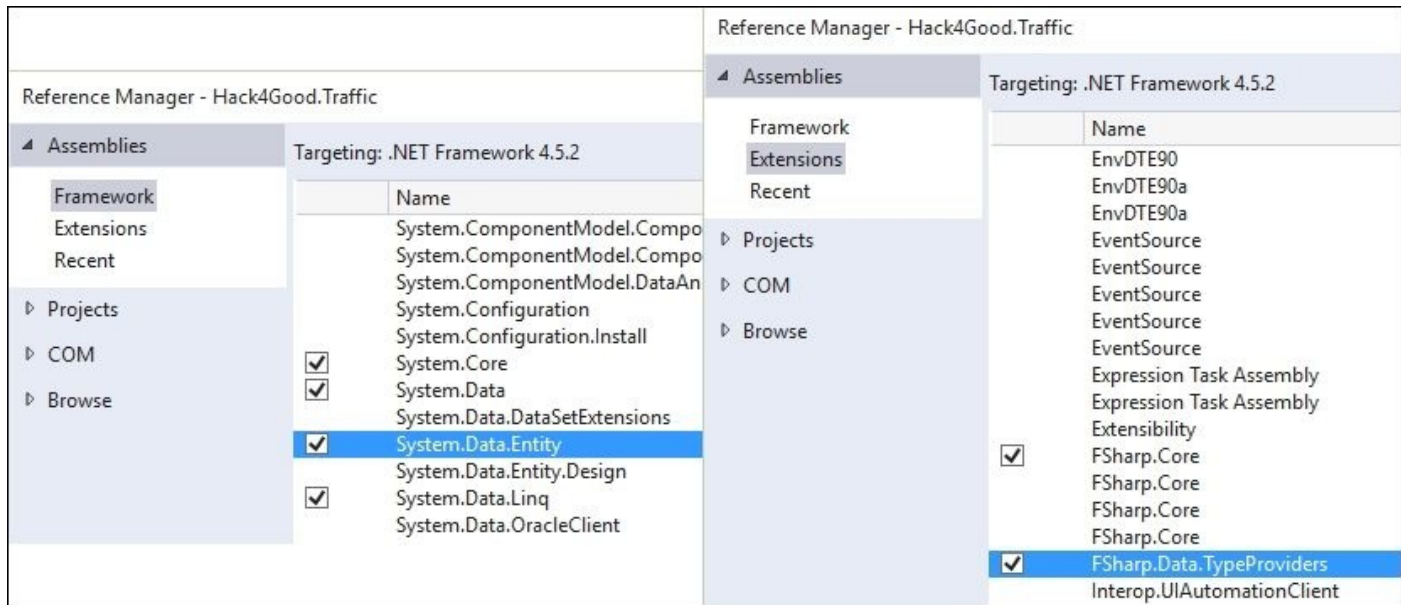 Reference Manager - Hack4Good.Traffic
Assemblies
Framework
Extensions
Recent
Projects
COM
Browse
Targeting: .NET Framework 4.5.2
Name
System.ComponentModel.Compo
System.ComponentModel.Compo
System.ComponentModel.DataAn
System.Configuration
System.Configuration.Install
System.Core
System.Data
System.Data.DataSetExtensions
System.Data.Entity
System.Data.Entity.Design
System.Data.Linq
System.Data.OracleClient
Reference Manager - Hack4Good.Traffic
Assemblies
Framework
Extensions
Recent
Projects
COM
Browse
Targeting: .NET Framework 4.5.2
Name
EnvDTE90
EnvDTE90a
EnvDTE90a
EventSource
EventSource
EventSource
EventSource
EventSource
Expression Task Assembly
Expression Task Assembly
Extensibility
FSharp.Core
FSharp.Core
FSharp.Core
FSharp.Core
FSharp.Data.TypeProviders
Interop.UIAutomationClient